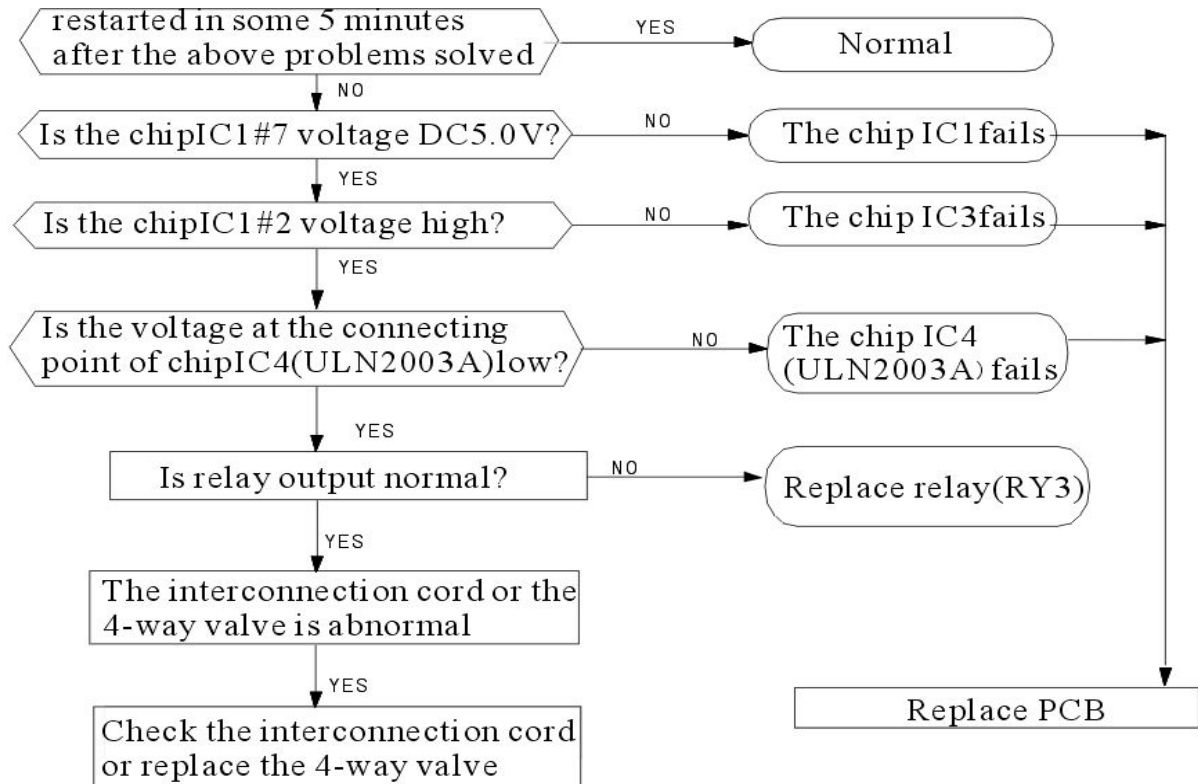 restarted in some 5 minutes
after the above problems solved
YES
Normal
NO
Is the chipIC1#7 voltage DC5.0V?
NO
The chip IC1fails
YES
Is the chipIC1#2 voltage high?
NO
The chip IC3fails
YES
Is the voltage at the connecting
point of chipIC4(ULN2003A)low?
NO
The chip IC4
(ULN2003A) fails
YES
Is relay output normal?
NO
Replace relay(RY3)
YES
The interconnection cord or the
4-way valve is abnormal
YES
Replace PCB
Check the interconnection cord
or replace the 4-way valve